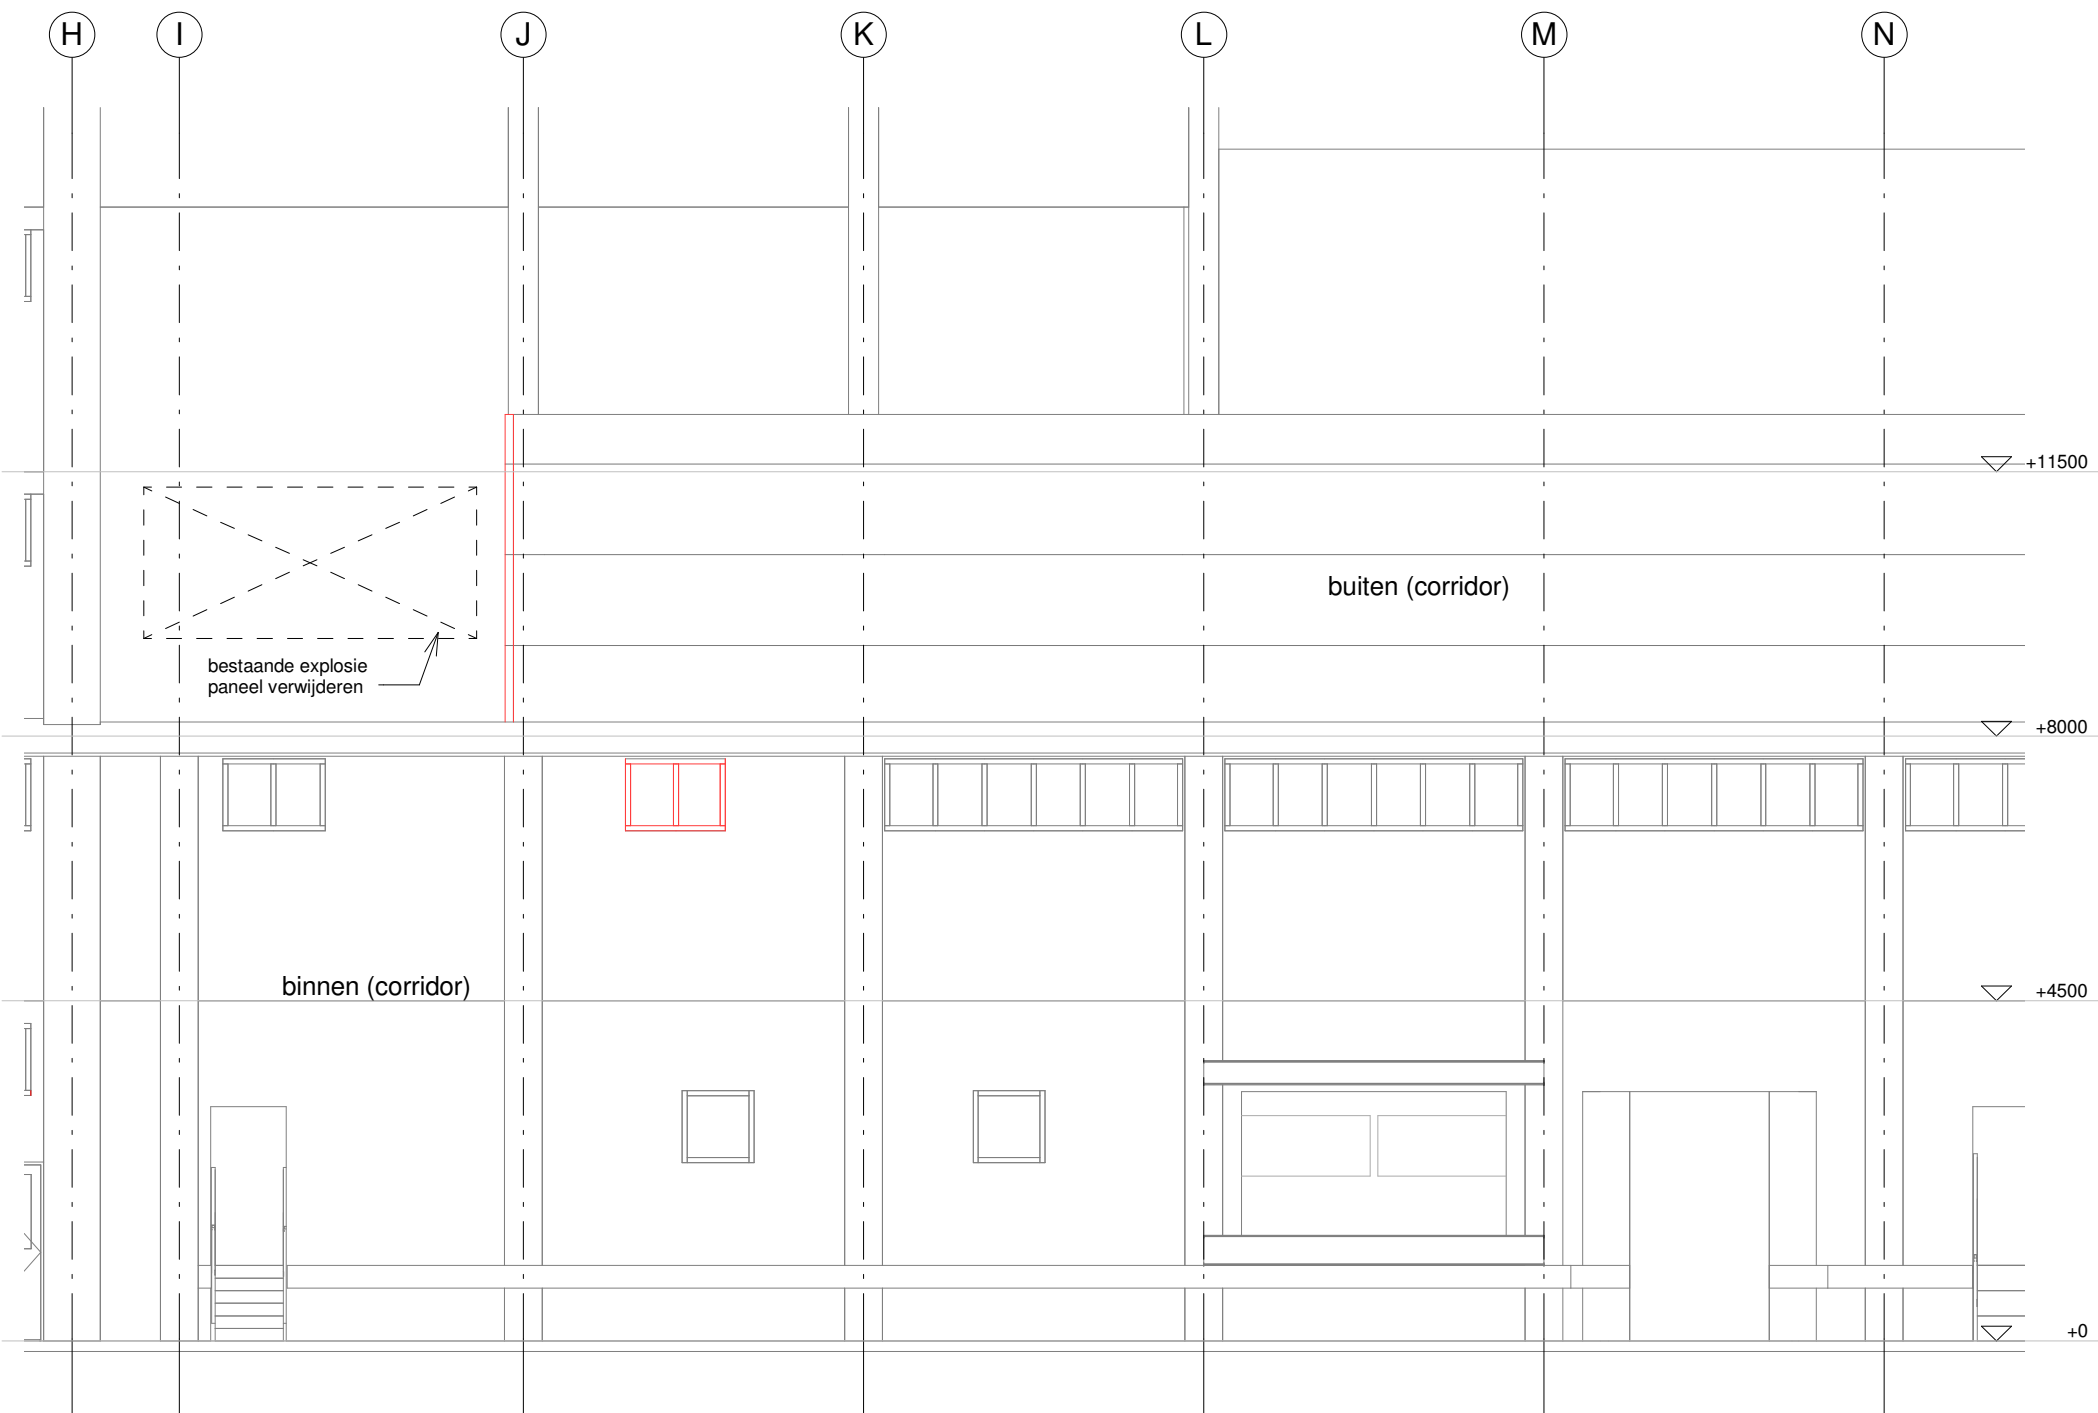 H I J K L M N
+11500
buiten (corridor)
bestaande explosie
paneel verwijderen
+8000
binnen (corridor)
+4500
+0